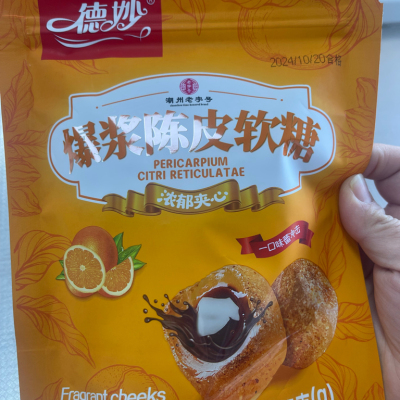 德妙
2024/10/20合格
潮州老字号
爆浆陈皮软糖
PERICARPIUM
CITRI RETICULATAE
浓郁夹心
Fragrant cheeks
(g)